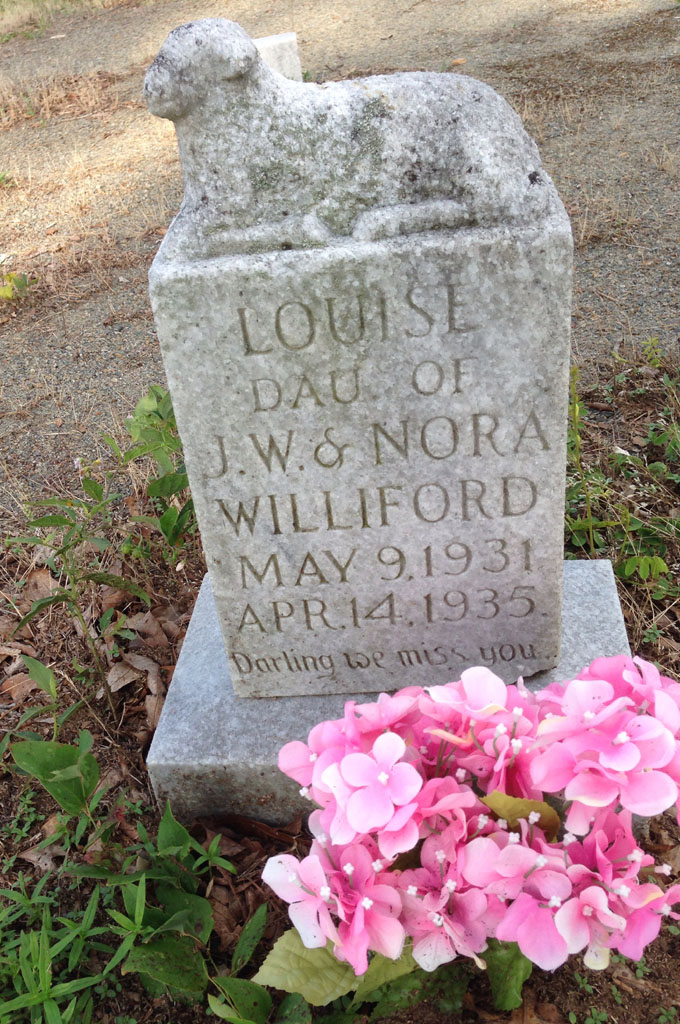 LOUISE
DAU. OF
J.W. & NORA
WILLIFORD
MAY 9, 1931
APR. 14, 1935
Darling we miss you.